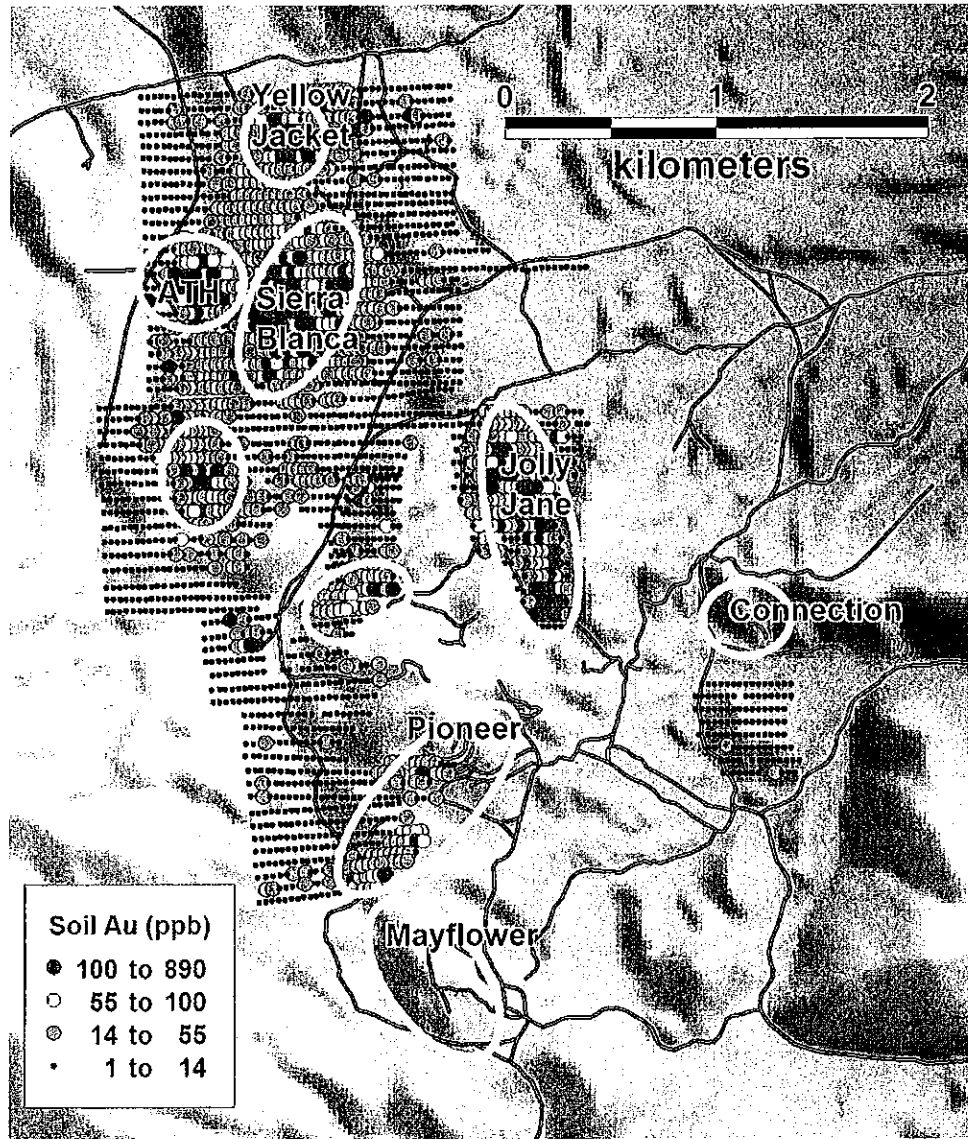 Yellow
Jacket
0 1 2
kilometers
ATH
Sierra
Blanca
Jolly
Jane
Connection
Pioneer
Mayflower
Soil Au (ppb)
100 to 890
55 to 100
14 to 55
1 to 14